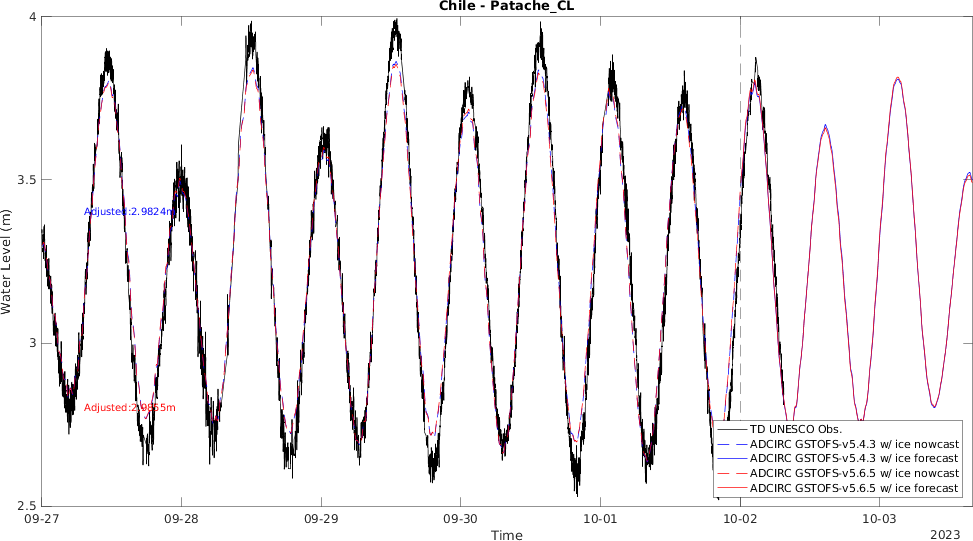 Chile - Patache_CL
4
3.5
3
2.5
Water Level (m)
Adjusted:2.9824m
TD UNESCO Obs.
ADCIRC GSTOFS-v5.4.3 w/ ice nowcast
ADCIRC GSTOFS-v5.4.3 w/ ice forecast
ADCIRC GSTOFS-v5.6.5 w/ ice nowcast
ADCIRC GSTOFS-v5.6.5 w/ ice forecast
09-27 09-28 09-29 09-30 10-01 10-02 10-03
Time
2023